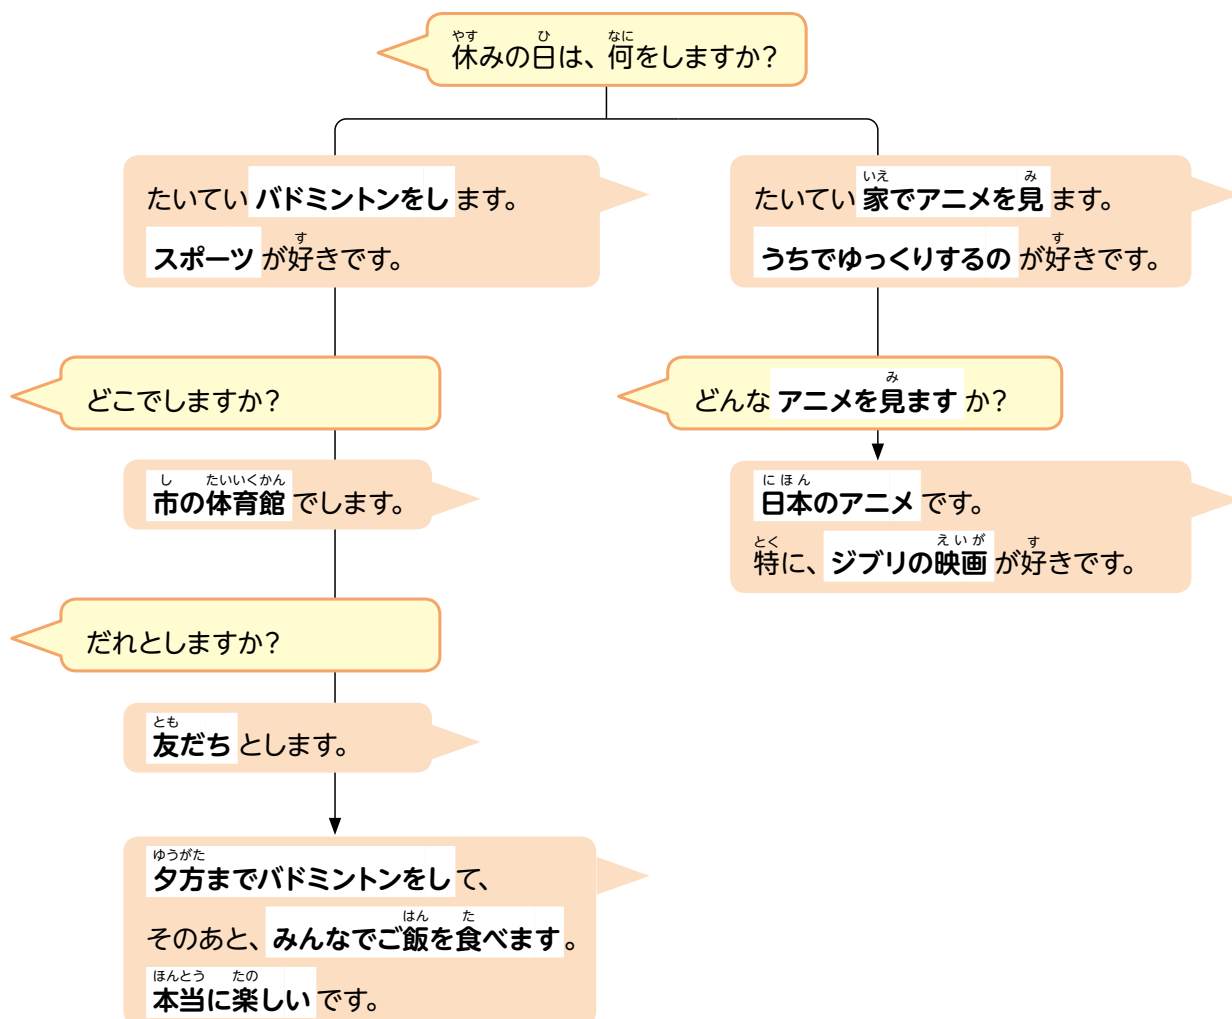 休みの日は、何をしますか?
たいてい バドミントンをし ます。
スポーツ が好きです。
どこでしますか?
市の体育館 でします。
だれとしますか?
友だち とします。
夕方までバドミントンをし て、
そのあと、みんなでご飯を食べます。
本当に楽しい です。
たいてい 家でアニメを見 ます。
うちでゆっくりするの が好きです。
どんな アニメを見ます か?
日本のアニメ です。
特に、ジブリの映画 が好きです。